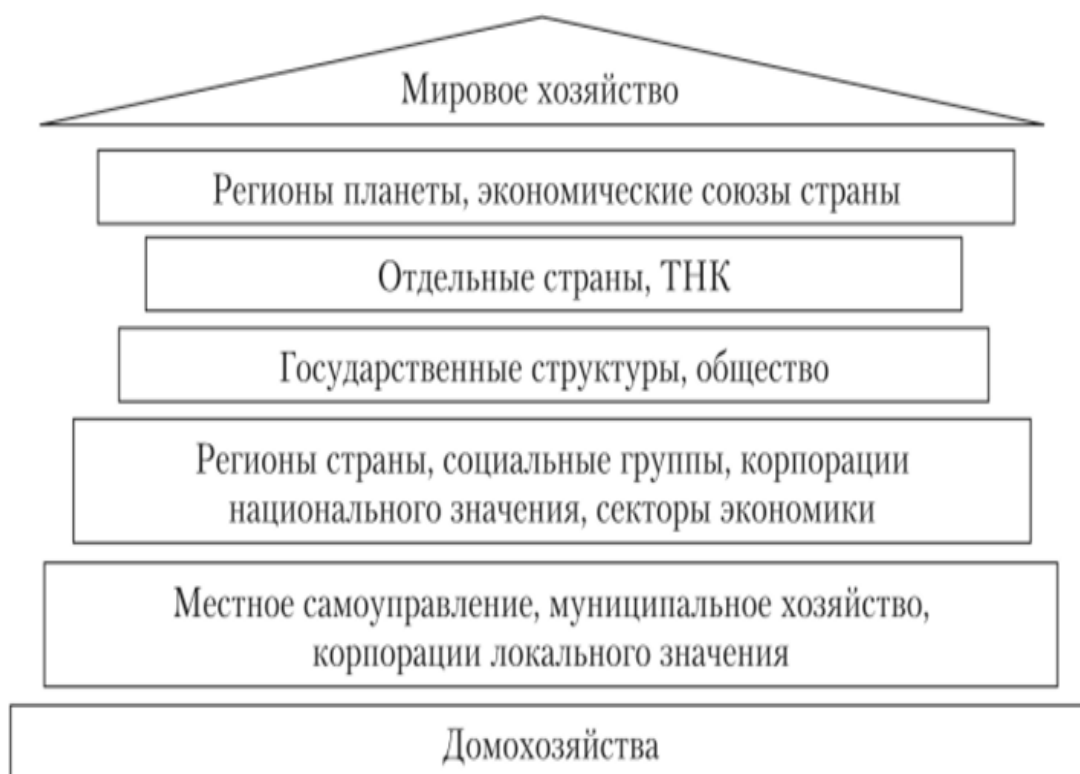 Мировое хозяйство
Регионы планеты, экономические союзы страны
Отдельные страны, ТНК
Государственные структуры, общество
Регионы страны, социальные группы, корпорации
национального значения, секторы экономики
Местное самоуправление, муниципальное хозяйство,
корпорации локального значения
Домохозяйства